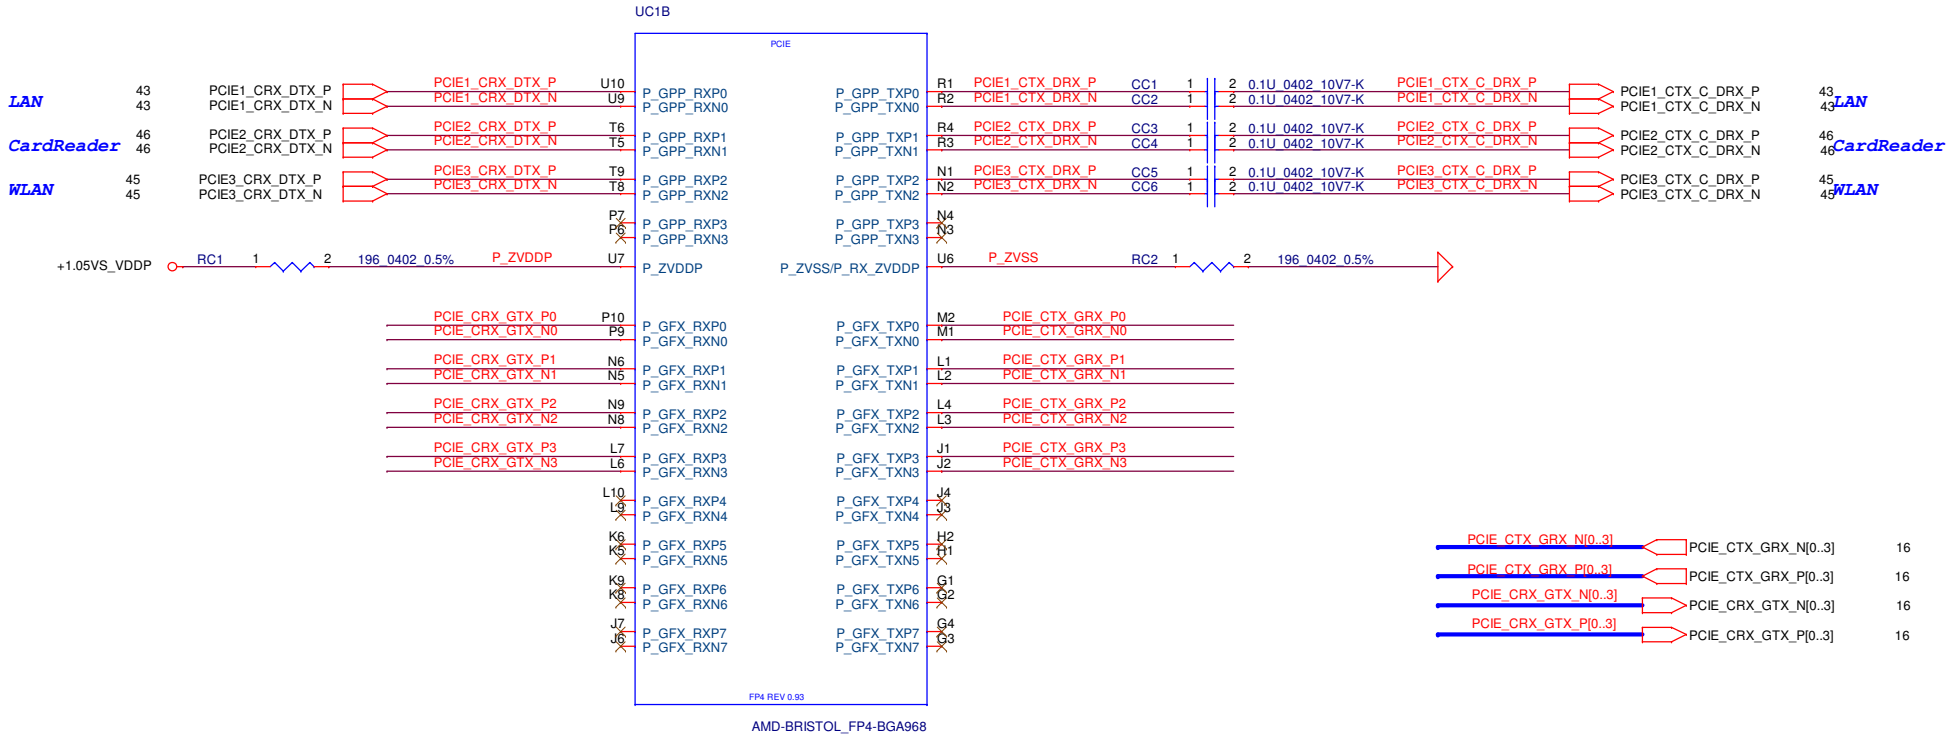 UC1B
PCIE
LAN 43 PCIE1_CRX_DTX_P PCIE1_CRX_DTX_P U10 P_GPP_RXP0 P_GPP_TXP0 R1 PCIE1_CTX_DRX_P CC1 1 2 0.1U_0402_10V7-K PCIE1_CTX_C_DRX_P PCIE1_CTX_C_DRX_P 43 LAN
43 PCIE1_CRX_DTX_N PCIE1_CRX_DTX_N U9 P_GPP_RXN0 P_GPP_TXN0 R2 PCIE1_CTX_DRX_N CC2 1 2 0.1U_0402_10V7-K PCIE1_CTX_C_DRX_N PCIE1_CTX_C_DRX_N 43
CardReader 46 PCIE2_CRX_DTX_P PCIE2_CRX_DTX_P T6 P_GPP_RXP1 P_GPP_TXP1 R4 PCIE2_CTX_DRX_P CC3 1 2 0.1U_0402_10V7-K PCIE2_CTX_C_DRX_P PCIE2_CTX_C_DRX_P 46 CardReader
46 PCIE2_CRX_DTX_N PCIE2_CRX_DTX_N T5 P_GPP_RXN1 P_GPP_TXN1 R3 PCIE2_CTX_DRX_N CC4 1 2 0.1U_0402_10V7-K PCIE2_CTX_C_DRX_N PCIE2_CTX_C_DRX_N 46
WLAN 45 PCIE3_CRX_DTX_P PCIE3_CRX_DTX_P T9 P_GPP_RXP2 P_GPP_TXP2 N1 PCIE3_CTX_DRX_P CC5 1 2 0.1U_0402_10V7-K PCIE3_CTX_C_DRX_P PCIE3_CTX_C_DRX_P 45 WLAN
45 PCIE3_CRX_DTX_N PCIE3_CRX_DTX_N T8 P_GPP_RXN2 P_GPP_TXN2 N2 PCIE3_CTX_DRX_N CC6 1 2 0.1U_0402_10V7-K PCIE3_CTX_C_DRX_N PCIE3_CTX_C_DRX_N 45
P7 P_GPP_RXP3 P_GPP_TXP3 N4
P6 P_GPP_RXN3 P_GPP_TXN3 N3
+1.05VS_VDDP RC1 1 2 196_0402_0.5% P_ZVDDP U7 P_ZVDDP P_ZVSS/P_RX_ZVDDP U6 P_ZVSS RC2 1 2 196_0402_0.5%
PCIE_CRX_GTX_P0 P10 P_GFX_RXP0 P_GFX_TXP0 M2 PCIE_CTX_GRX_P0
PCIE_CRX_GTX_N0 P9 P_GFX_RXN0 P_GFX_TXN0 M1 PCIE_CTX_GRX_N0
PCIE_CRX_GTX_P1 N6 P_GFX_RXP1 P_GFX_TXP1 L1 PCIE_CTX_GRX_P1
PCIE_CRX_GTX_N1 N5 P_GFX_RXN1 P_GFX_TXN1 L2 PCIE_CTX_GRX_N1
PCIE_CRX_GTX_P2 N9 P_GFX_RXP2 P_GFX_TXP2 L4 PCIE_CTX_GRX_P2
PCIE_CRX_GTX_N2 N8 P_GFX_RXN2 P_GFX_TXN2 L3 PCIE_CTX_GRX_N2
PCIE_CRX_GTX_P3 L7 P_GFX_RXP3 P_GFX_TXP3 J1 PCIE_CTX_GRX_P3
PCIE_CRX_GTX_N3 L6 P_GFX_RXN3 P_GFX_TXN3 J2 PCIE_CTX_GRX_N3
L10 P_GFX_RXP4 P_GFX_TXP4 J4
L9 P_GFX_RXN4 P_GFX_TXN4 J3
K6 P_GFX_RXP5 P_GFX_TXP5 H2
K5 P_GFX_RXN5 P_GFX_TXN5 H1
PCIE_CTX_GRX_N[0..3] PCIE_CTX_GRX_N[0..3] 16
K9 P_GFX_RXP6 P_GFX_TXP6 G1
PCIE_CTX_GRX_P[0..3] PCIE_CTX_GRX_P[0..3] 16
K8 P_GFX_RXN6 P_GFX_TXN6 G2
PCIE_CRX_GTX_N[0..3] PCIE_CRX_GTX_N[0..3] 16
J7 P_GFX_RXP7 P_GFX_TXP7 G4
PCIE_CRX_GTX_P[0..3] PCIE_CRX_GTX_P[0..3] 16
J6 P_GFX_RXN7 P_GFX_TXN7 G3
FP4 REV 0.93
AMD-BRISTOL_FP4-BGA968